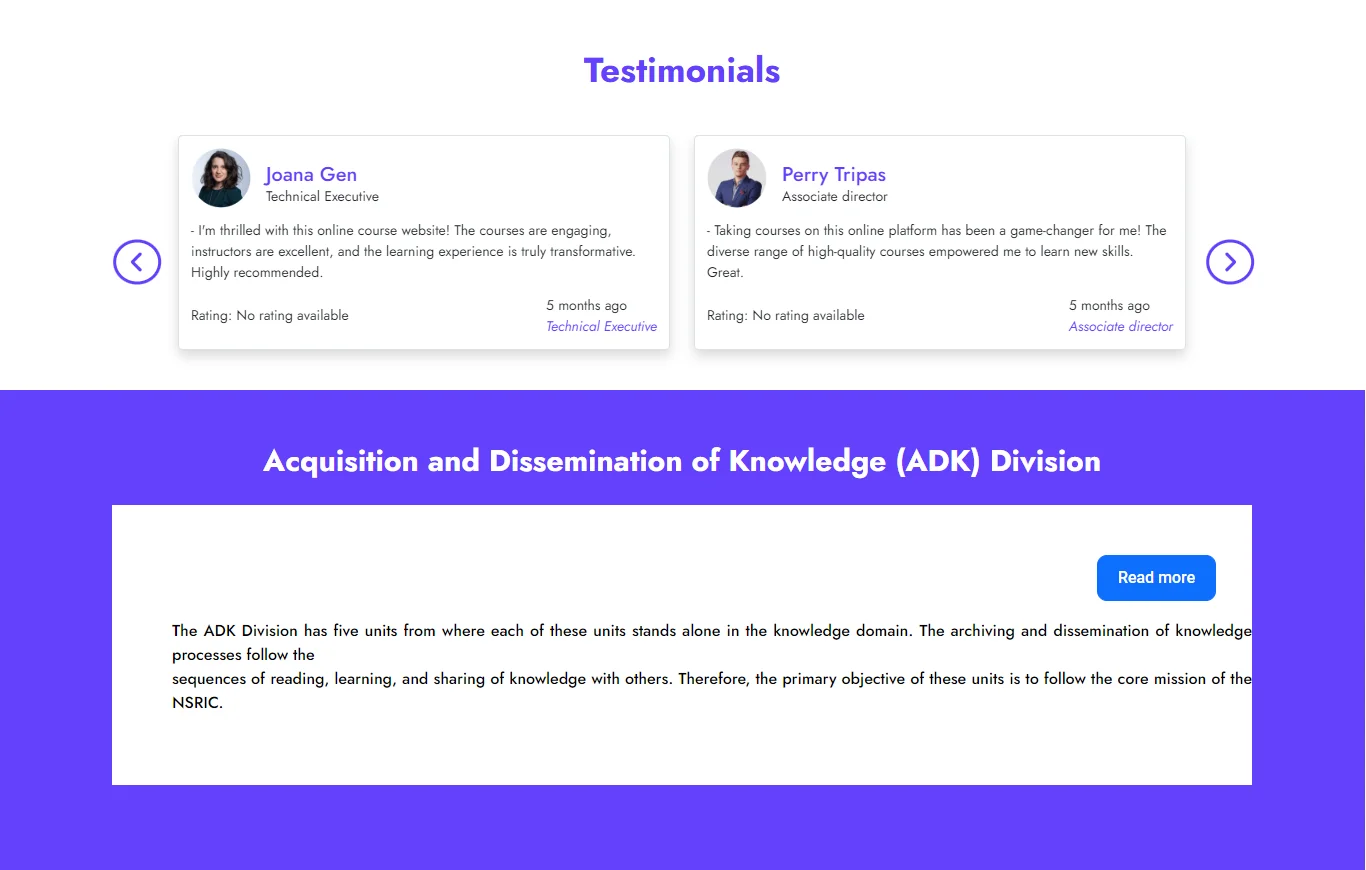 Testimonials
Joana Gen
Technical Executive
- I'm thrilled with this online course website! The courses are engaging,
instructors are excellent, and the learning experience is truly transformative.
Highly recommended.
Rating: No rating available
5 months ago
Technical Executive
Perry Tripas
Associate director
- Taking courses on this online platform has been a game-changer for me! The
diverse range of high-quality courses empowered me to learn new skills.
Great.
Rating: No rating available
5 months ago
Associate director
Acquisition and Dissemination of Knowledge (ADK) Division
Read more
The ADK Division has five units from where each of these units stands alone in the knowledge domain. The archiving and dissemination of knowledge
processes follow the
sequences of reading, learning, and sharing of knowledge with others. Therefore, the primary objective of these units is to follow the core mission of the
NSRIC.